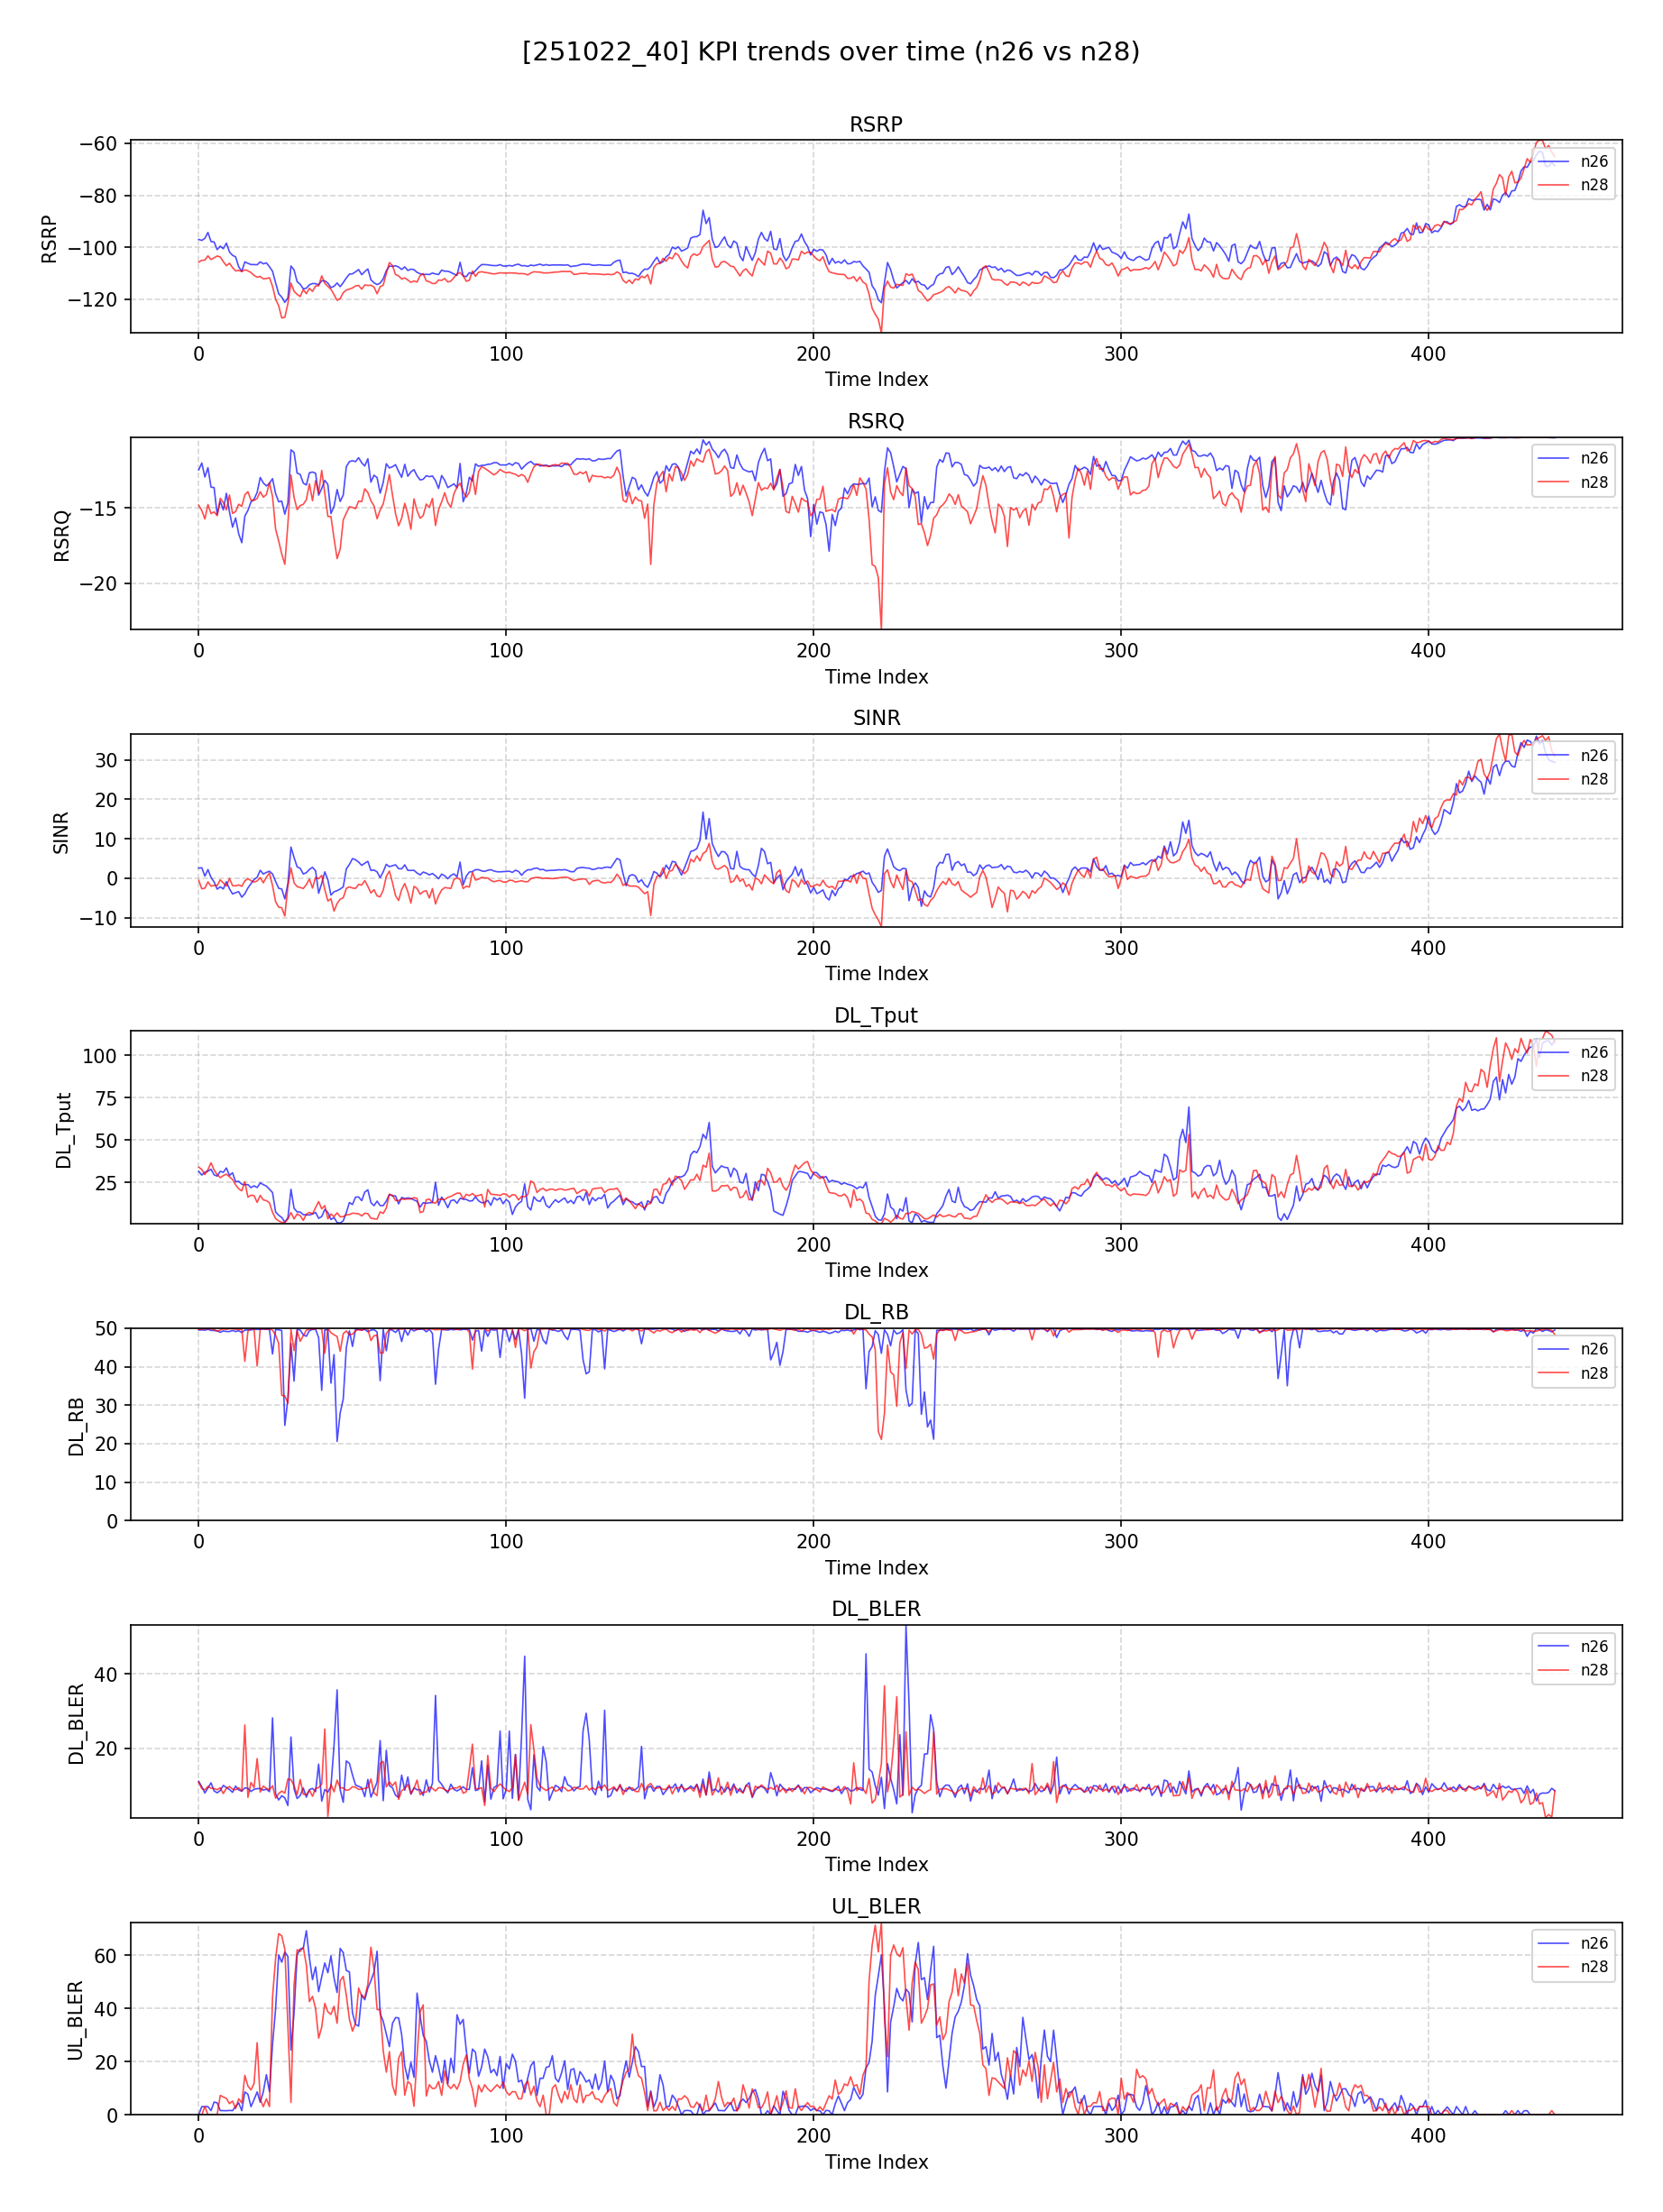 [251022_40] KPI trends over time (n26 vs n28)
RSRP
−60
−80
−100
−120
RSRP
n26
n28
0 100 200 300 400
Time Index
RSRQ
−15
−20
RSRQ
n26
n28
0 100 200 300 400
Time Index
SINR
30
20
10
0
−10
SINR
n26
n28
0 100 200 300 400
Time Index
DL_Tput
100
75
50
25
DL_Tput
n26
n28
0 100 200 300 400
Time Index
DL_RB
50
40
30
20
10
0
DL_RB
n26
n28
0 100 200 300 400
Time Index
DL_BLER
40
20
DL_BLER
n26
n28
0 100 200 300 400
Time Index
UL_BLER
60
40
20
0
UL_BLER
n26
n28
0 100 200 300 400
Time Index